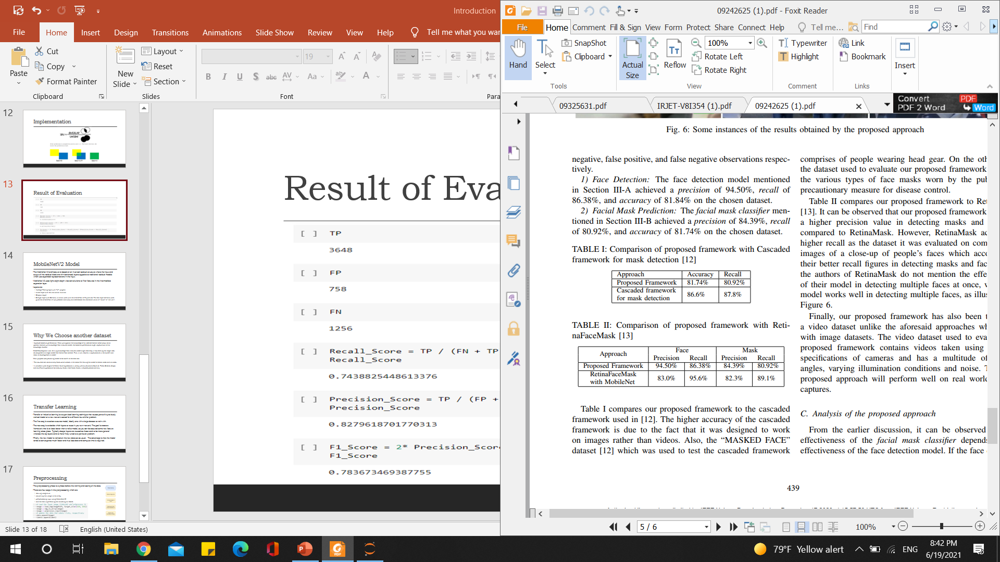 Introduction
File
Home
Insert
Design
Transitions
Animations
Slide Show
Review
View
Help
Tell me what you wan
Paste
Cut
Copy
Format Painter
Clipboard
New
Slide
Layout
Reset
Section
Slides
19
Font
Para
12
Implementation
13
Result of Evaluation
14
MobileNetV2 Model
15
Why We Choose another dataset
16
Transfer Learning
17
Preprocessing
Result of Eva
[ ] TP
3648
[ ] FP
758
[ ] FN
1256
[ ] Recall_Score = TP / (FN + TP
Recall_Score
0.7438825448613376
[ ] Precision_Score = TP / (FP +
Precision_Score
0.8279618701770313
[ ] F1_Score = 2* Precision_Scor
F1_Score
0.783673469387755
Slide 13 of 18
English (United States)
09242625 (1).pdf - Foxit Reader
File
Home
Comment
Fill & Sign
View
Form
Protect
Share
Connect
Help
Tell me...
Find
Hand
Select
SnapShot
Clipboard
Tools
Actual
Size
Reflow
100%
Rotate Left
Rotate Right
View
Typewriter
Highlight
Comment
Link
Bookmark
Links
Insert
09325631.pdf
IRJET-V8I354 (1).pdf
09242625 (1).pdf
Convert PDF
PDF 2 Word Word
Fig. 6: Some instances of the results obtained by the proposed approach
negative, false positive, and false negative observations respec-
tively.
1) Face Detection: The face detection model mentioned
in Section III-A achieved a precision of 94.50%, recall of
86.38%, and accuracy of 81.84% on the chosen dataset.
2) Facial Mask Prediction: The facial mask classifier men-
tioned in Section III-B achieved a precision of 84.39%, recall
of 80.92%, and accuracy of 81.74% on the chosen dataset.
TABLE I: Comparison of proposed framework with Cascaded
framework for mask detection [12]
Approach Accuracy Recall
Proposed Framework 81.74% 80.92%
Cascaded framework
for mask detection 86.6% 87.8%
TABLE II: Comparison of proposed framework with Reti-
naFaceMask [13]
Approach Face Mask
Precision Recall Precision Recall
Proposed Framework 94.50% 86.38% 84.39% 80.92%
RetinaFaceMask
with MobileNet 83.0% 95.6% 82.3% 89.1%
Table I compares our proposed framework to the cascaded
framework used in [12]. The higher accuracy of the cascaded
framework is due to the fact that it was designed to work
on images rather than videos. Also, the “MASKED FACE”
dataset [12] which was used to test the cascaded framework
comprises of people wearing head gear. On the oth
the dataset used to evaluate our proposed framework
the various types of face masks worn by the pub
precautionary measure for disease control.
Table II compares our proposed framework to Ret
[13]. It can be observed that our proposed framework
a higher precision value in detecting masks and
compared to RetinaMask. However, RetinaMask ac
higher recall as the dataset it was evaluated on com
images of a close-up of people's faces which acco
their better recall figures in detecting masks and fac
the authors of RetinaMask do not mention the effe
of their model in detecting multiple faces at once, w
model works well in detecting multiple faces, as illus
Figure 6.
Finally, our proposed framework has also been t
a video dataset unlike the aforesaid approaches wh
with image datasets. The video dataset used to eva
proposed framework contains videos taken using
specifications of cameras and has a multitude of
angles, varying illumination conditions and noise. T
proposed approach will perform well on real world
captures.
C. Analysis of the proposed approach
From the earlier discussion, it can be observed
effectiveness of the facial mask classifier depend
effectiveness of the face detection model. If the face
439
5 / 6
100%
79°F Yellow alert
ENG
8:42 PM
6/19/2021